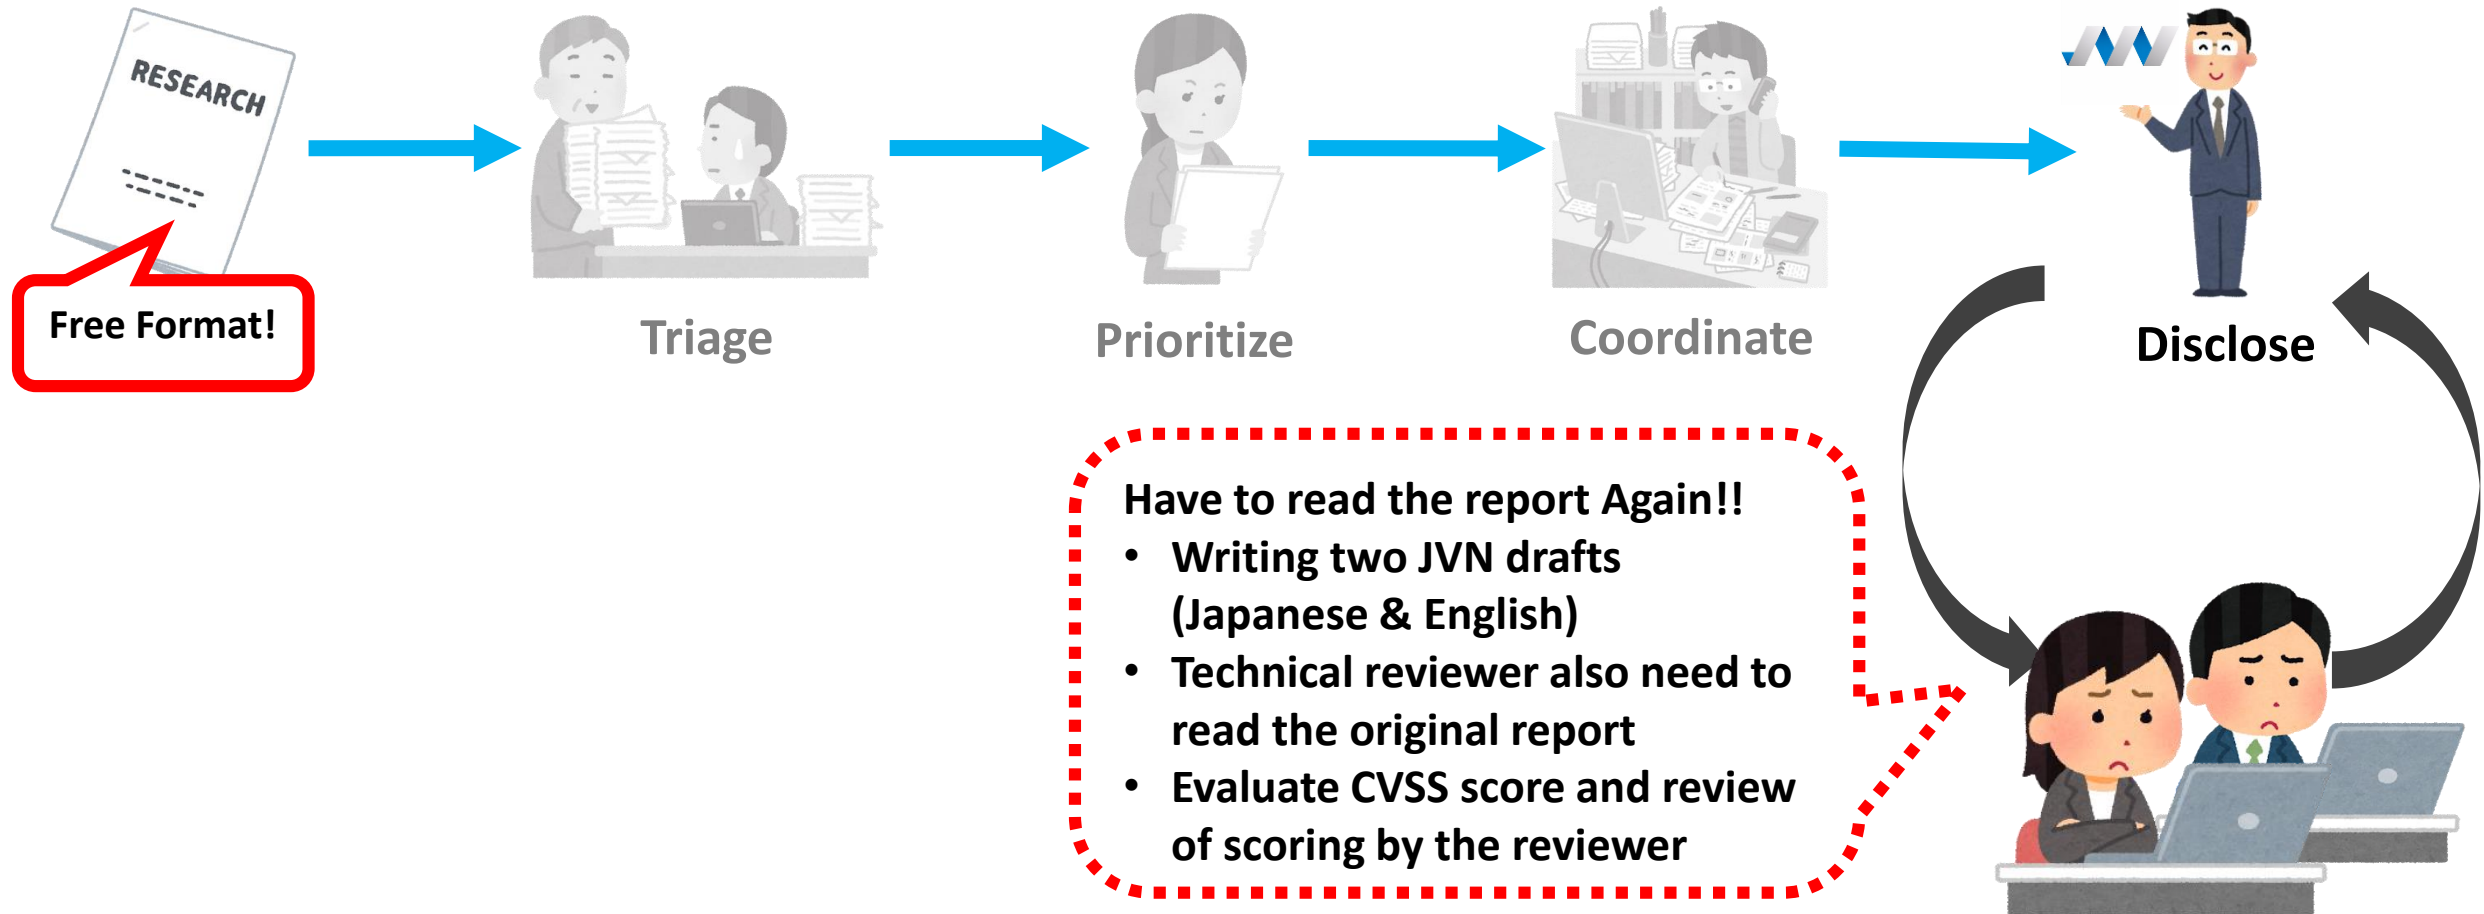 RESEARCH
Free Format!
Triage
Prioritize
Coordinate
JVN
Disclose
Have to read the report Again!!
• Writing two JVN drafts
(Japanese & English)
• Technical reviewer also need to
read the original report
• Evaluate CVSS score and review
of scoring by the reviewer